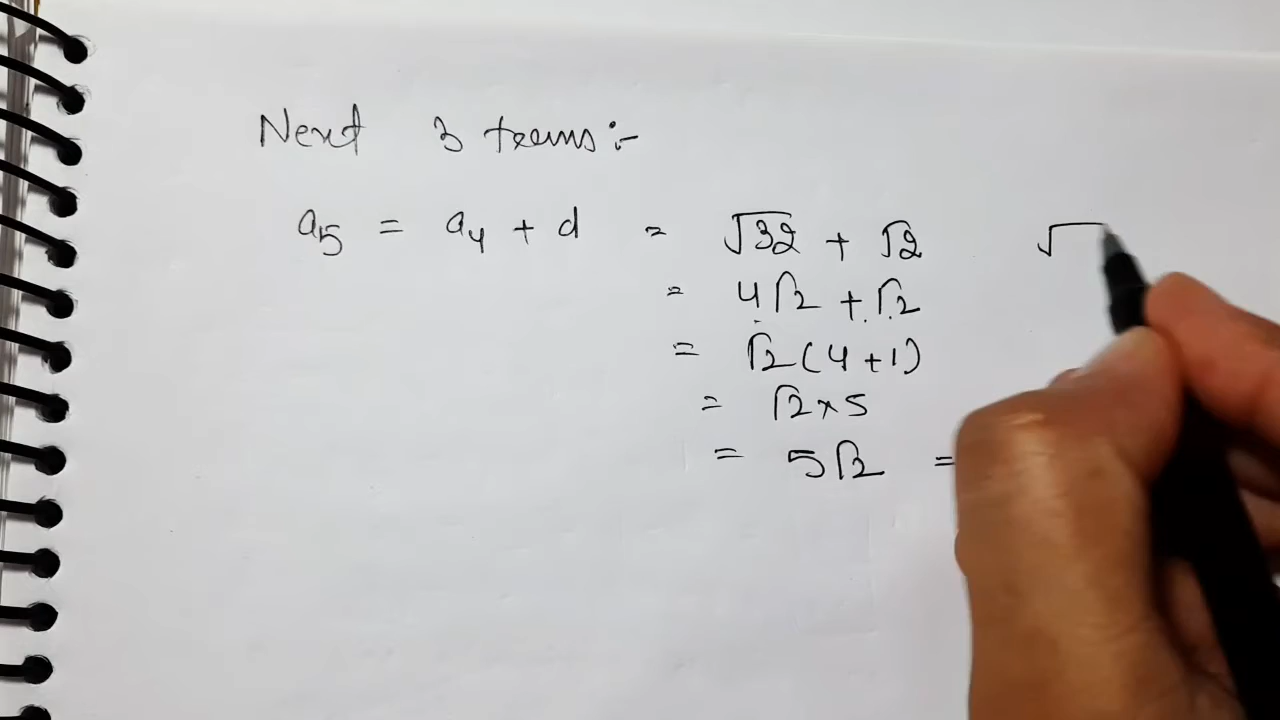 Next 3 terms :-
a5 = a4 + d = √32 + √2 √
= 4√2 + √2
= √2 (4 + 1)
= √2 × 5
= 5√2 =